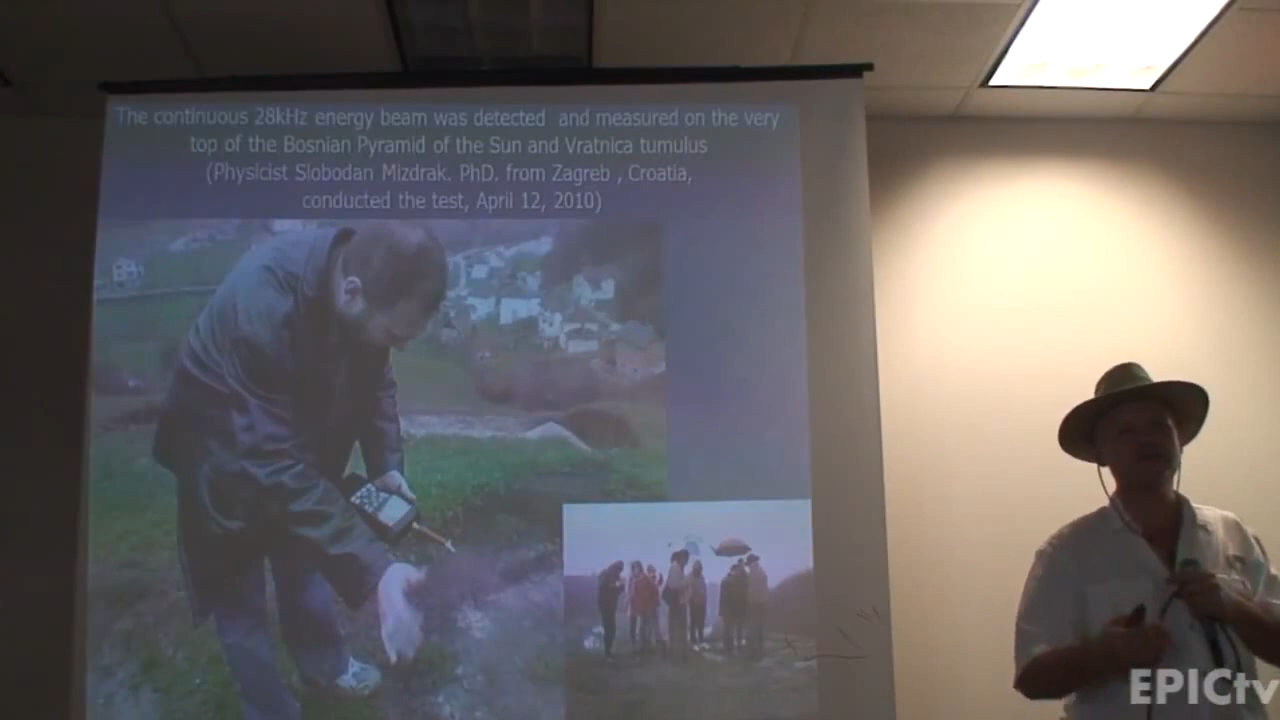 The continuous 28kHz energy beam was detected and measured on the very
top of the Bosnian Pyramid of the Sun and Vratnica tumulus
(Physicist Slobodan Mizdrak. PhD. from Zagreb , Croatia,
conducted the test, April 12, 2010)
EPICtv